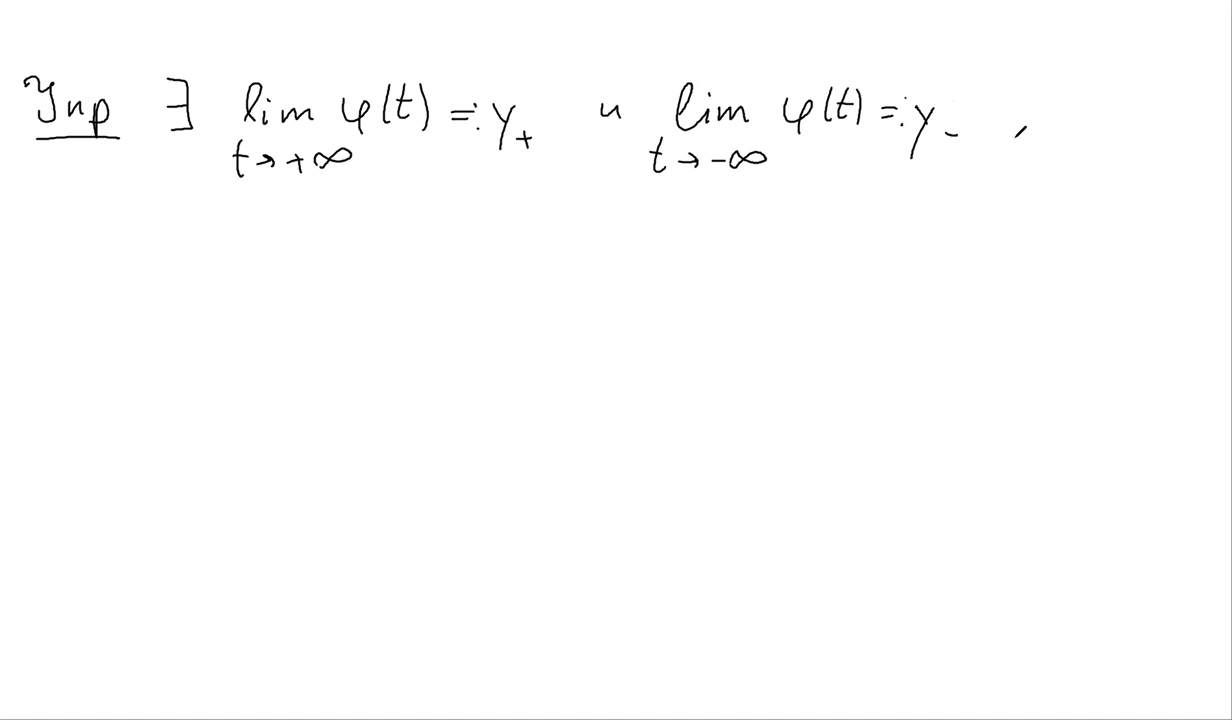 Упр ∃ lim φ(t) =: y₊ и lim φ(t) =: y₋ ,
t→+∞ t→-∞